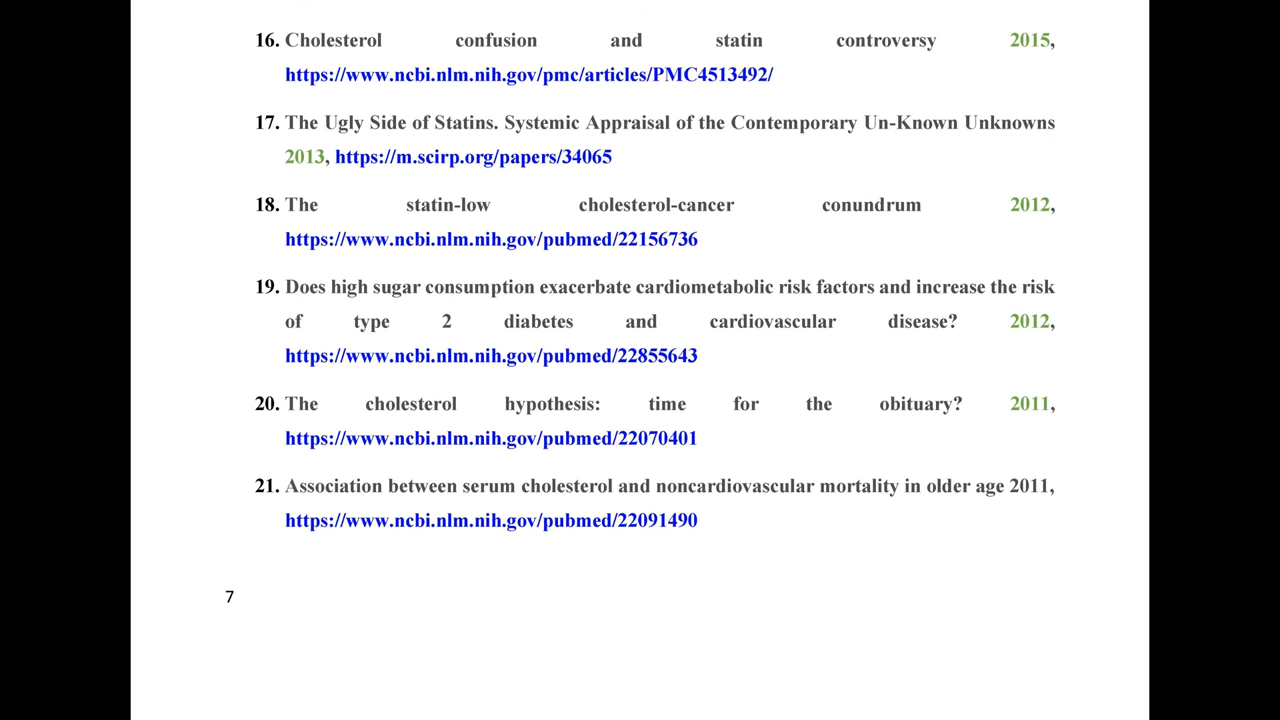 16. Cholesterol confusion and statin controversy 2015,
https://www.ncbi.nlm.nih.gov/pmc/articles/PMC4513492/
17. The Ugly Side of Statins. Systemic Appraisal of the Contemporary Un-Known Unknowns
2013, https://m.scirp.org/papers/34065
18. The statin-low cholesterol-cancer conundrum 2012,
https://www.ncbi.nlm.nih.gov/pubmed/22156736
19. Does high sugar consumption exacerbate cardiometabolic risk factors and increase the risk
of type 2 diabetes and cardiovascular disease? 2012,
https://www.ncbi.nlm.nih.gov/pubmed/22855643
20. The cholesterol hypothesis: time for the obituary? 2011,
https://www.ncbi.nlm.nih.gov/pubmed/22070401
21. Association between serum cholesterol and noncardiovascular mortality in older age 2011,
https://www.ncbi.nlm.nih.gov/pubmed/22091490
7